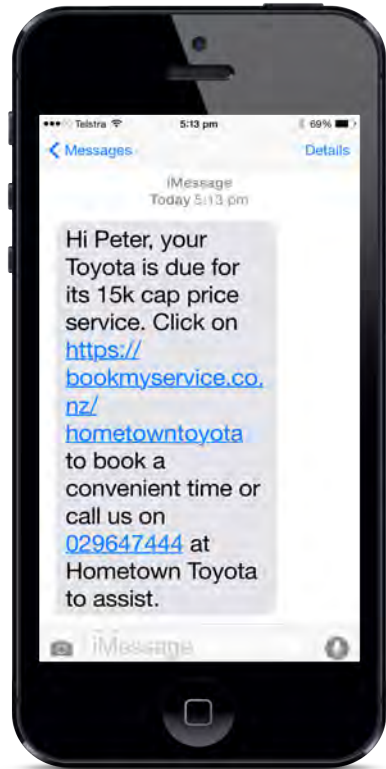 Telstra 5:13 pm 69%
Messages Details
iMessage
Today 5:13 pm
Hi Peter, your
Toyota is due for
its 15k cap price
service. Click on
https://
bookmyservice.co.
nz/
hometowntoyota
to book a
convenient time or
call us on
029647444 at
Hometown Toyota
to assist.
iMessage